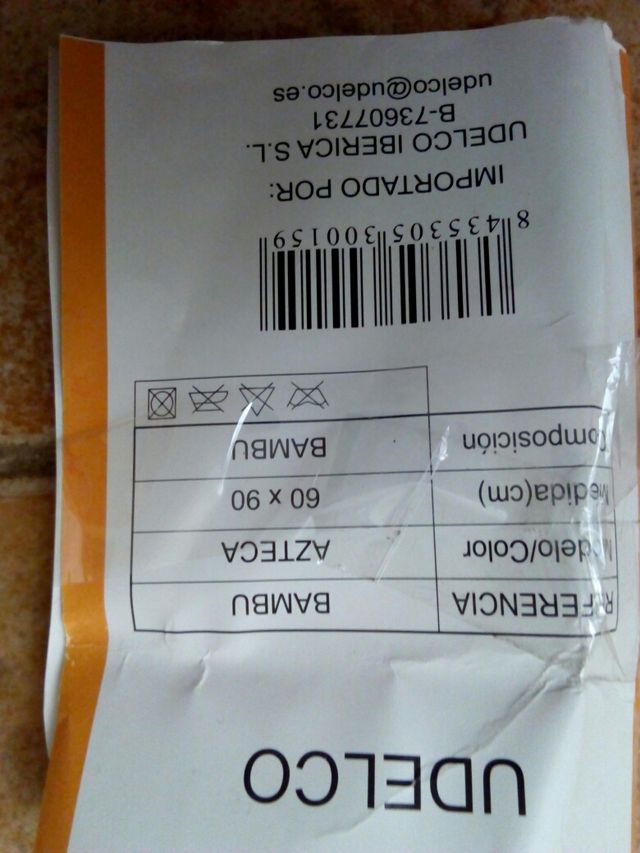 UDELCO
REFERENCIA BAMBU
Modelo/Color AZTECA
Medida(cm) 60 x 90
Composición BAMBU
8 435305 300159
IMPORTADO POR:
UDELCO IBERICA S.L.
B-73607731
udelco@udelco.es